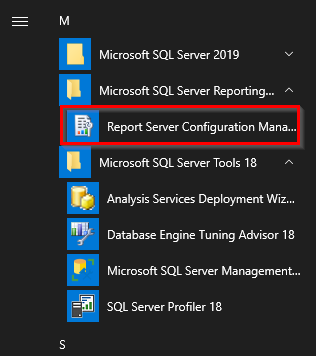 M
Microsoft SQL Server 2019
Microsoft SQL Server Reporting...
Report Server Configuration Mana...
Microsoft SQL Server Tools 18
Analysis Services Deployment Wiz...
Database Engine Tuning Advisor 18
Microsoft SQL Server Management...
SQL Server Profiler 18
S